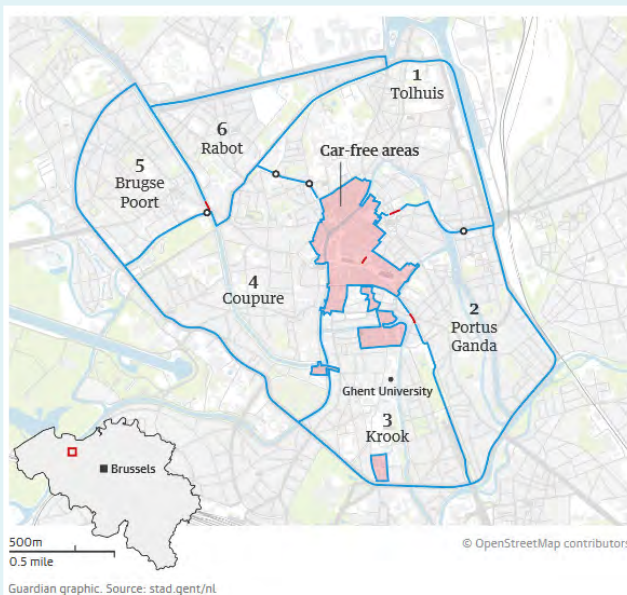 1
Tolhuis
6
Rabot
Car-free areas
5
Brugse
Poort
4
Coupure
2
Portus
Ganda
Ghent University
3
Krook
Brussels
500m
0.5 mile
© OpenStreetMap contributors
Guardian graphic. Source: stad.gent/nl